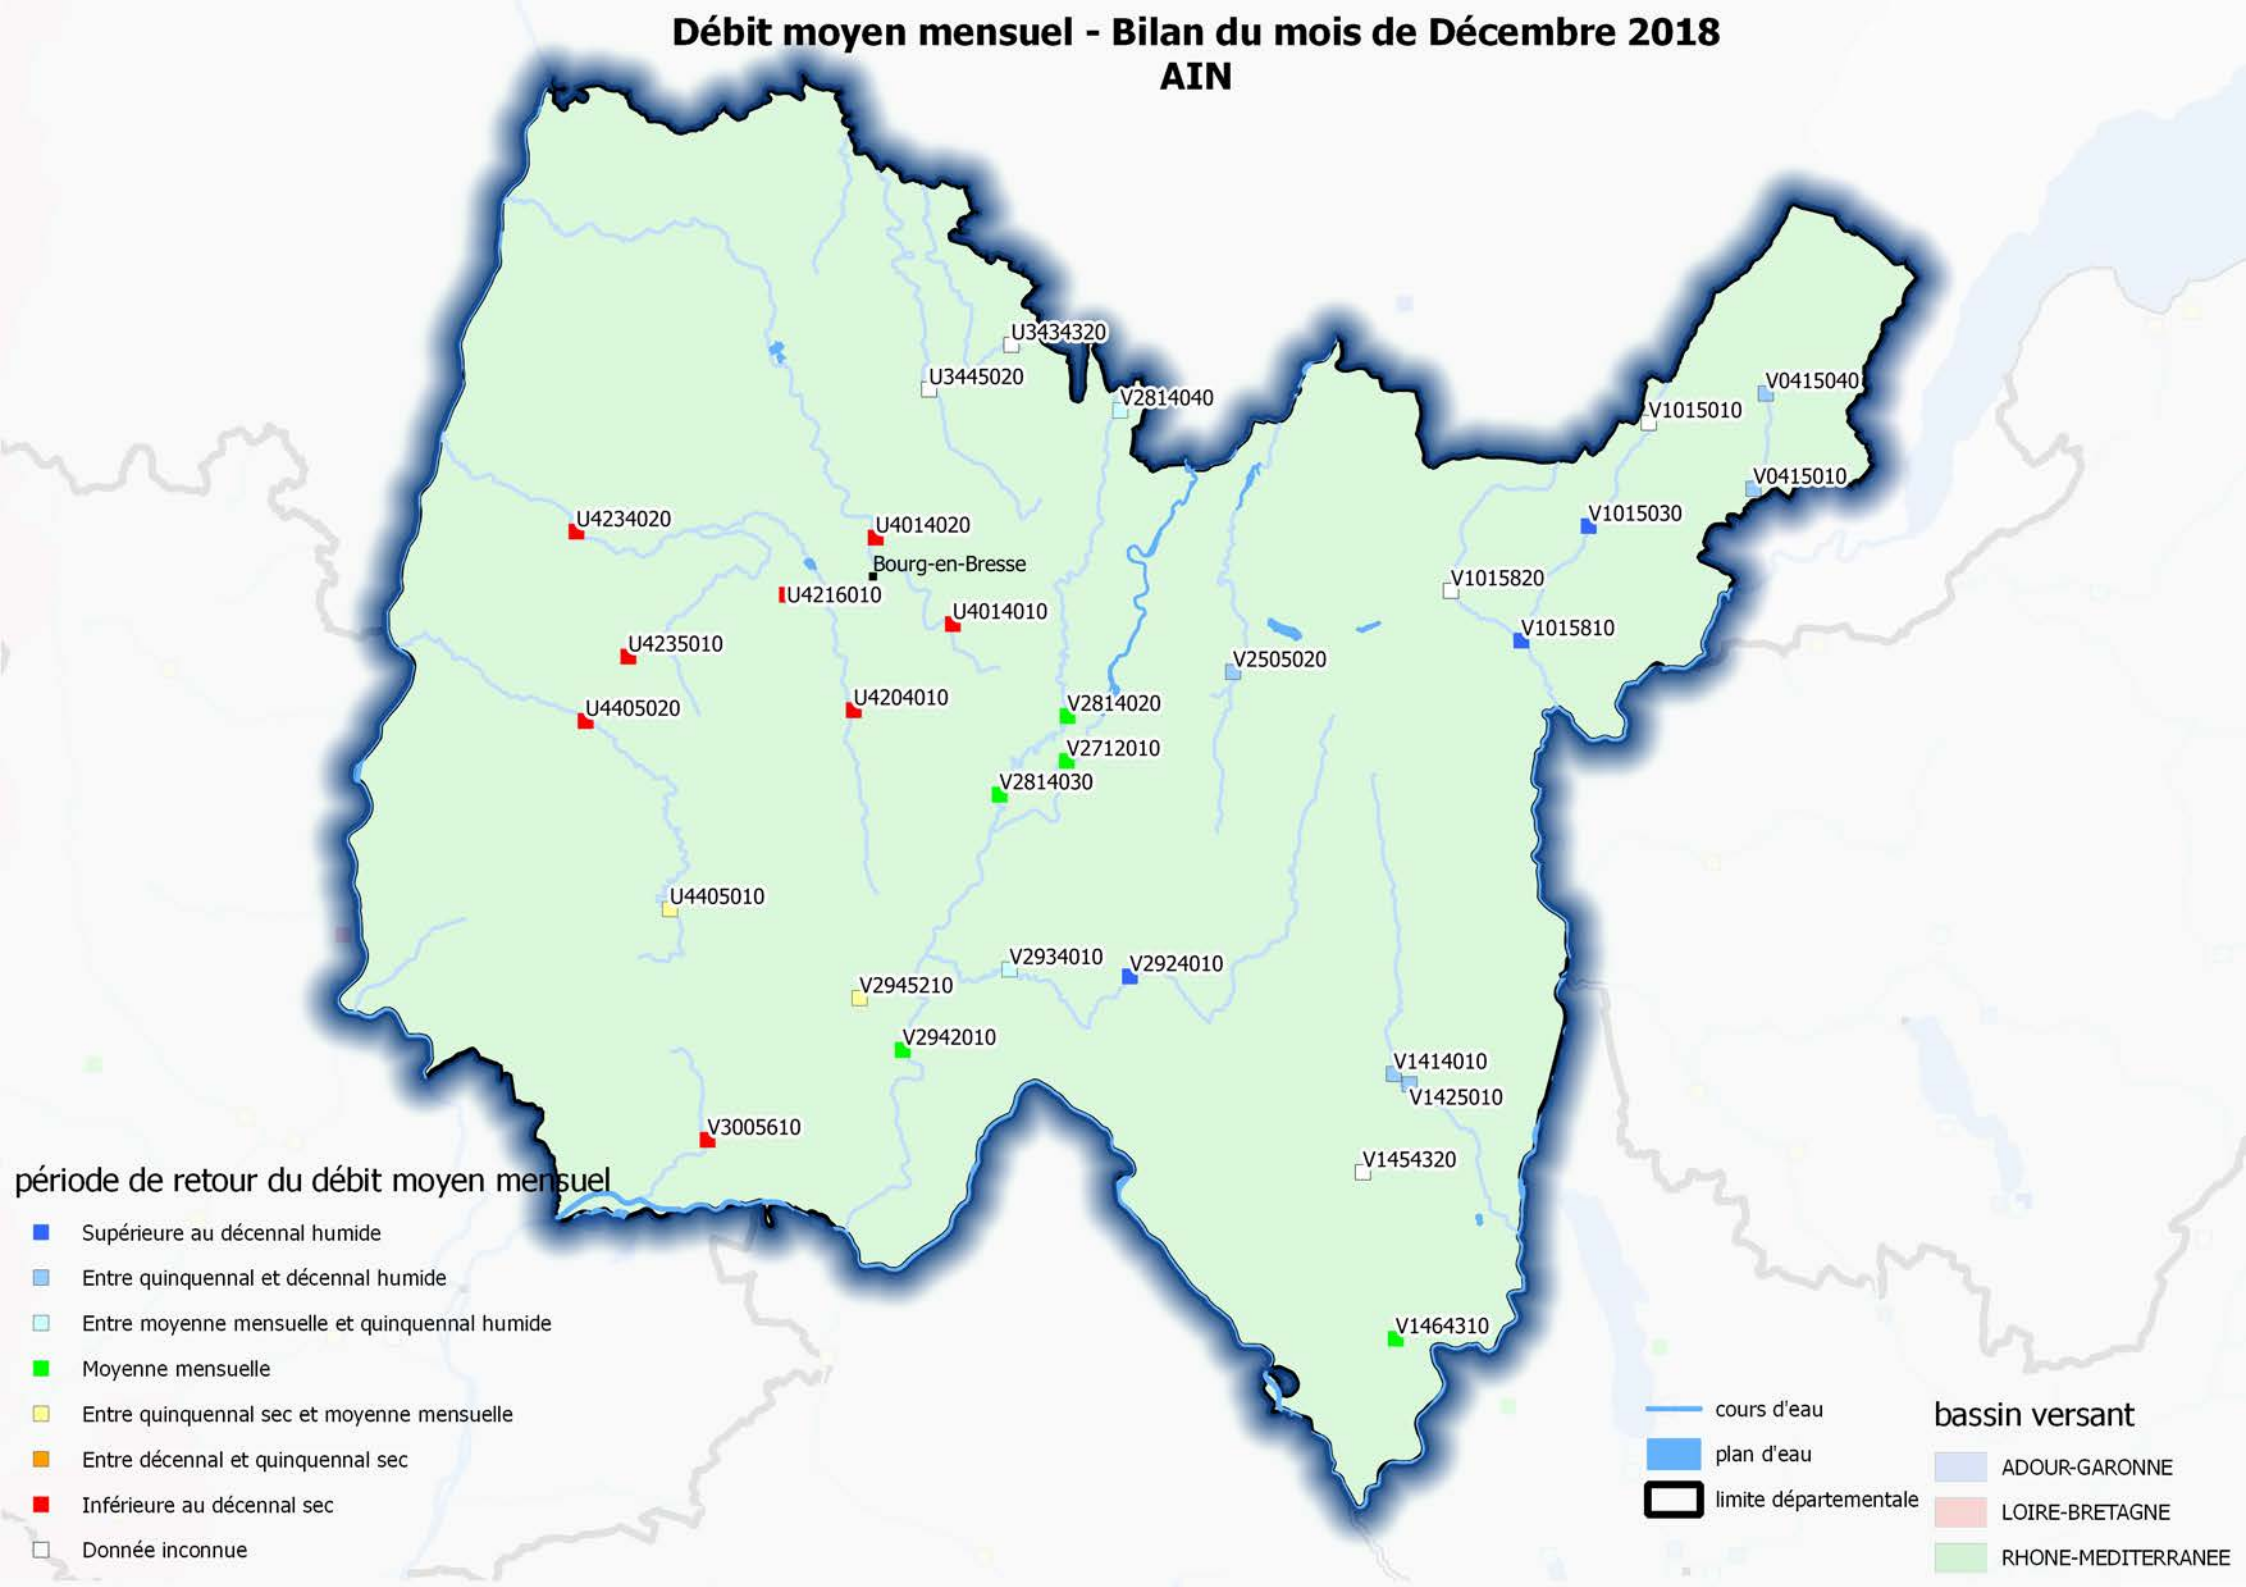 Débit moyen mensuel - Bilan du mois de Décembre 2018
AIN
U3434320
U3445020
V2814040
V0415040
V1015010
V0415010
V1015030
U4234020
U4014020
Bourg-en-Bresse
U4216010
V1015820
U4014010
V1015810
U4235010
V2505020
U4204010
V2814020
U4405020
V2712010
V2814030
U4405010
V2934010
V2924010
V2945210
V2942010
V1414010
V1425010
V3005610
V1454320
V1464310
période de retour du débit moyen mensuel
Supérieure au décennal humide
Entre quinquennal et décennal humide
Entre moyenne mensuelle et quinquennal humide
Moyenne mensuelle
Entre quinquennal sec et moyenne mensuelle
Entre décennal et quinquennal sec
Inférieure au décennal sec
Donnée inconnue
cours d'eau
plan d'eau
limite départementale
bassin versant
ADOUR-GARONNE
LOIRE-BRETAGNE
RHONE-MEDITERRANEE